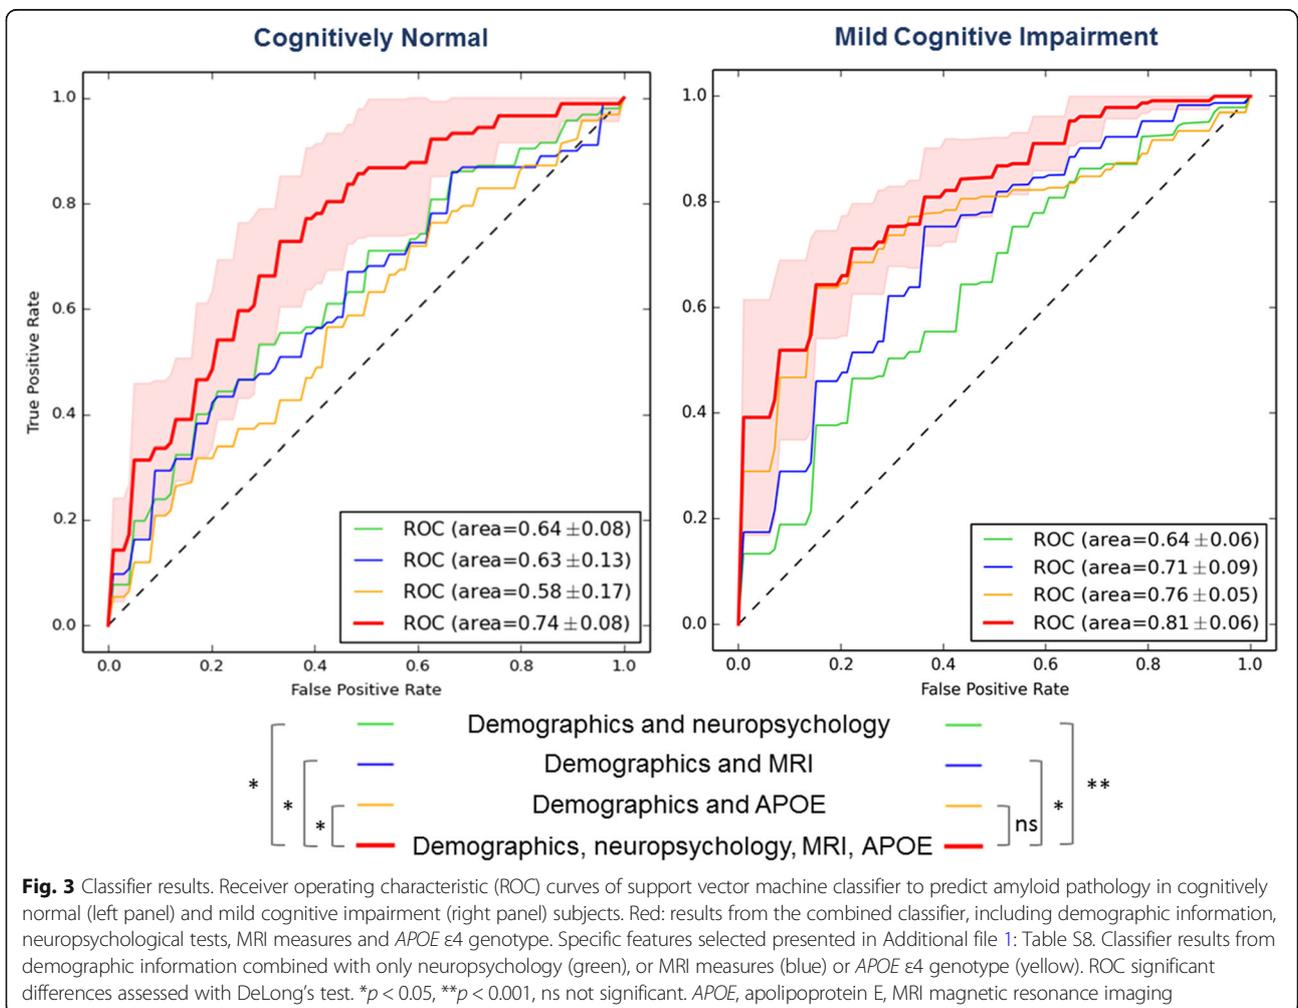 Cognitively Normal
Mild Cognitive Impairment
True Positive Rate
1.0
0.8
0.6
0.4
0.2
0.0
0.0 0.2 0.4 0.6 0.8 1.0
False Positive Rate
ROC (area=0.64±0.08)
ROC (area=0.63±0.13)
ROC (area=0.58±0.17)
ROC (area=0.74±0.08)
1.0
0.8
0.6
0.4
0.2
0.0
0.0 0.2 0.4 0.6 0.8 1.0
False Positive Rate
ROC (area=0.64±0.06)
ROC (area=0.71±0.09)
ROC (area=0.76±0.05)
ROC (area=0.81±0.06)
Demographics and neuropsychology
* Demographics and MRI **
* Demographics and APOE *
* ns
Demographics, neuropsychology, MRI, APOE
Fig. 3 Classifier results. Receiver operating characteristic (ROC) curves of support vector machine classifier to predict amyloid pathology in cognitively
normal (left panel) and mild cognitive impairment (right panel) subjects. Red: results from the combined classifier, including demographic information,
neuropsychological tests, MRI measures and APOE ε4 genotype. Specific features selected presented in Additional file 1: Table S8. Classifier results from
demographic information combined with only neuropsychology (green), or MRI measures (blue) or APOE ε4 genotype (yellow). ROC significant
differences assessed with DeLong's test. *p < 0.05, **p < 0.001, ns not significant. APOE, apolipoprotein E, MRI magnetic resonance imaging